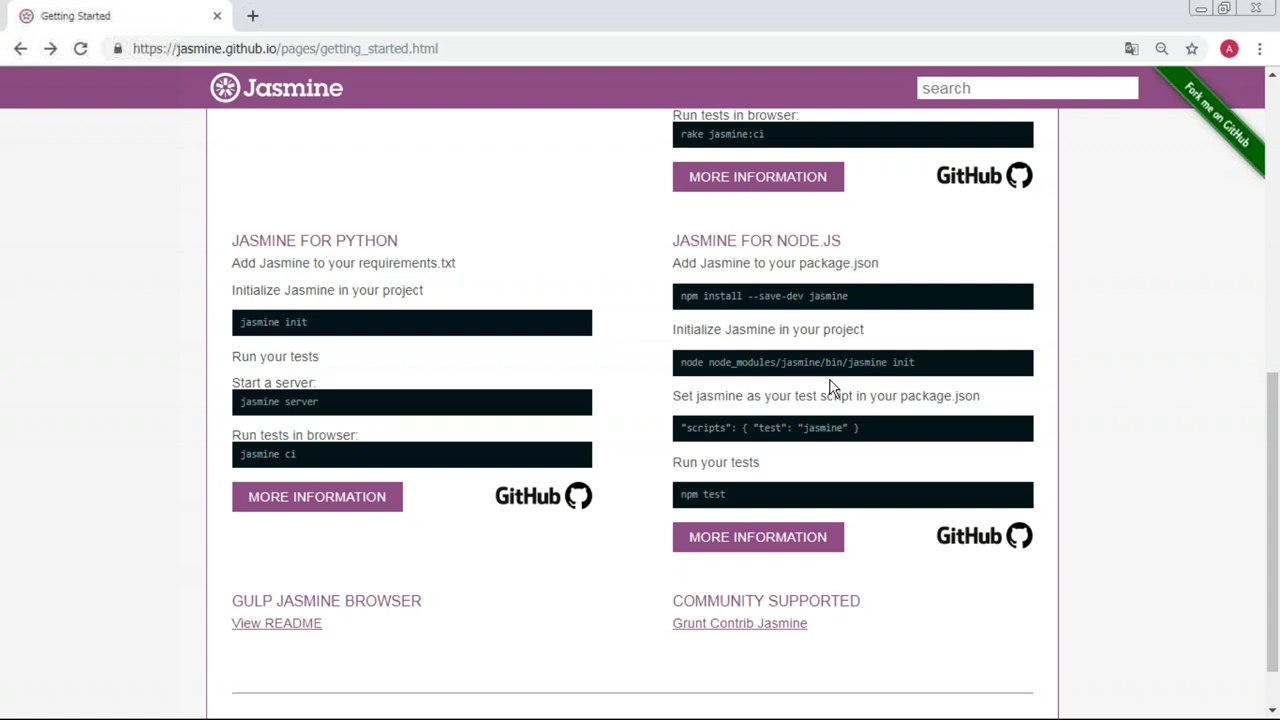 Getting Started
https://jasmine.github.io/pages/getting_started.html
A
Jasmine
search
Fork me on GitHub
Run tests in browser:
rake jasmine:ci
MORE INFORMATION
GitHub
JASMINE FOR PYTHON
Add Jasmine to your requirements.txt
Initialize Jasmine in your project
jasmine init
Run your tests
Start a server:
jasmine server
Run tests in browser:
jasmine ci
MORE INFORMATION
GitHub
JASMINE FOR NODE.JS
Add Jasmine to your package.json
npm install --save-dev jasmine
Initialize Jasmine in your project
node node_modules/jasmine/bin/jasmine init
Set jasmine as your test script in your package.json
"scripts": { "test": "jasmine" }
Run your tests
npm test
MORE INFORMATION
GitHub
GULP JASMINE BROWSER
View README
COMMUNITY SUPPORTED
Grunt Contrib Jasmine